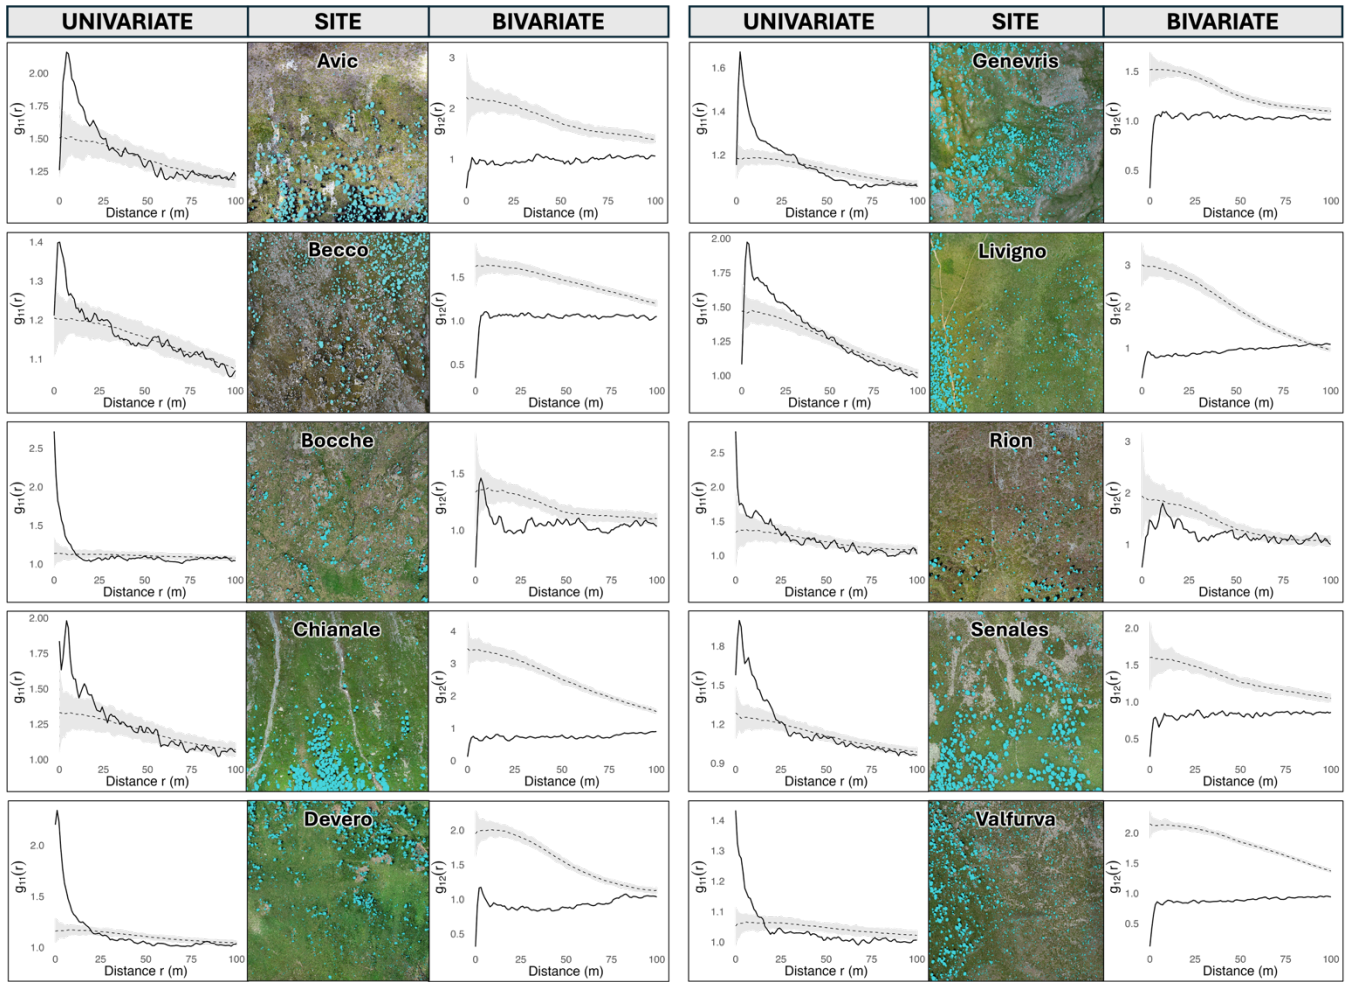 UNIVARIATE SITE BIVARIATE UNIVARIATE SITE BIVARIATE
Avic
g₁₁(r)
2.00
1.75
1.50
1.25
0 25 50 75 100
Distance r (m)
g₁₂(r)
3
2
1
0 25 50 75 100
Distance (m)
Genevris
g₁₁(r)
1.6
1.4
1.2
0 25 50 75 100
Distance r (m)
g₁₂(r)
1.5
1.0
0.5
0 25 50 75 100
Distance (m)
Becco
g₁₁(r)
1.4
1.3
1.2
1.1
0 25 50 75 100
Distance r (m)
g₁₂(r)
1.5
1.0
0.5
0 25 50 75 100
Distance (m)
Livigno
g₁₁(r)
2.00
1.75
1.50
1.25
1.00
0 25 50 75 100
Distance r (m)
g₁₂(r)
3
2
1
0 25 50 75 100
Distance (m)
Bocche
g₁₁(r)
2.5
2.0
1.5
1.0
0 25 50 75 100
Distance r (m)
g₁₂(r)
1.5
1.0
0 25 50 75 100
Distance (m)
Rion
g₁₁(r)
2.5
2.0
1.5
1.0
0 25 50 75 100
Distance r (m)
g₁₂(r)
3
2
1
0 25 50 75 100
Distance (m)
Chianale
g₁₁(r)
2.00
1.75
1.50
1.25
1.00
0 25 50 75 100
Distance r (m)
g₁₂(r)
4
3
2
1
0
0 25 50 75 100
Distance (m)
Senales
g₁₁(r)
1.8
1.5
1.2
0.9
0 25 50 75 100
Distance r (m)
g₁₂(r)
2.0
1.5
1.0
0.5
0 25 50 75 100
Distance (m)
Devero
g₁₁(r)
2.0
1.5
1.0
0 25 50 75 100
Distance r (m)
g₁₂(r)
2.0
1.5
1.0
0.5
0 25 50 75 100
Distance (m)
Valfurva
g₁₁(r)
1.4
1.3
1.2
1.1
1.0
0 25 50 75 100
Distance r (m)
g₁₂(r)
2.0
1.5
1.0
0.5
0 25 50 75 100
Distance (m)